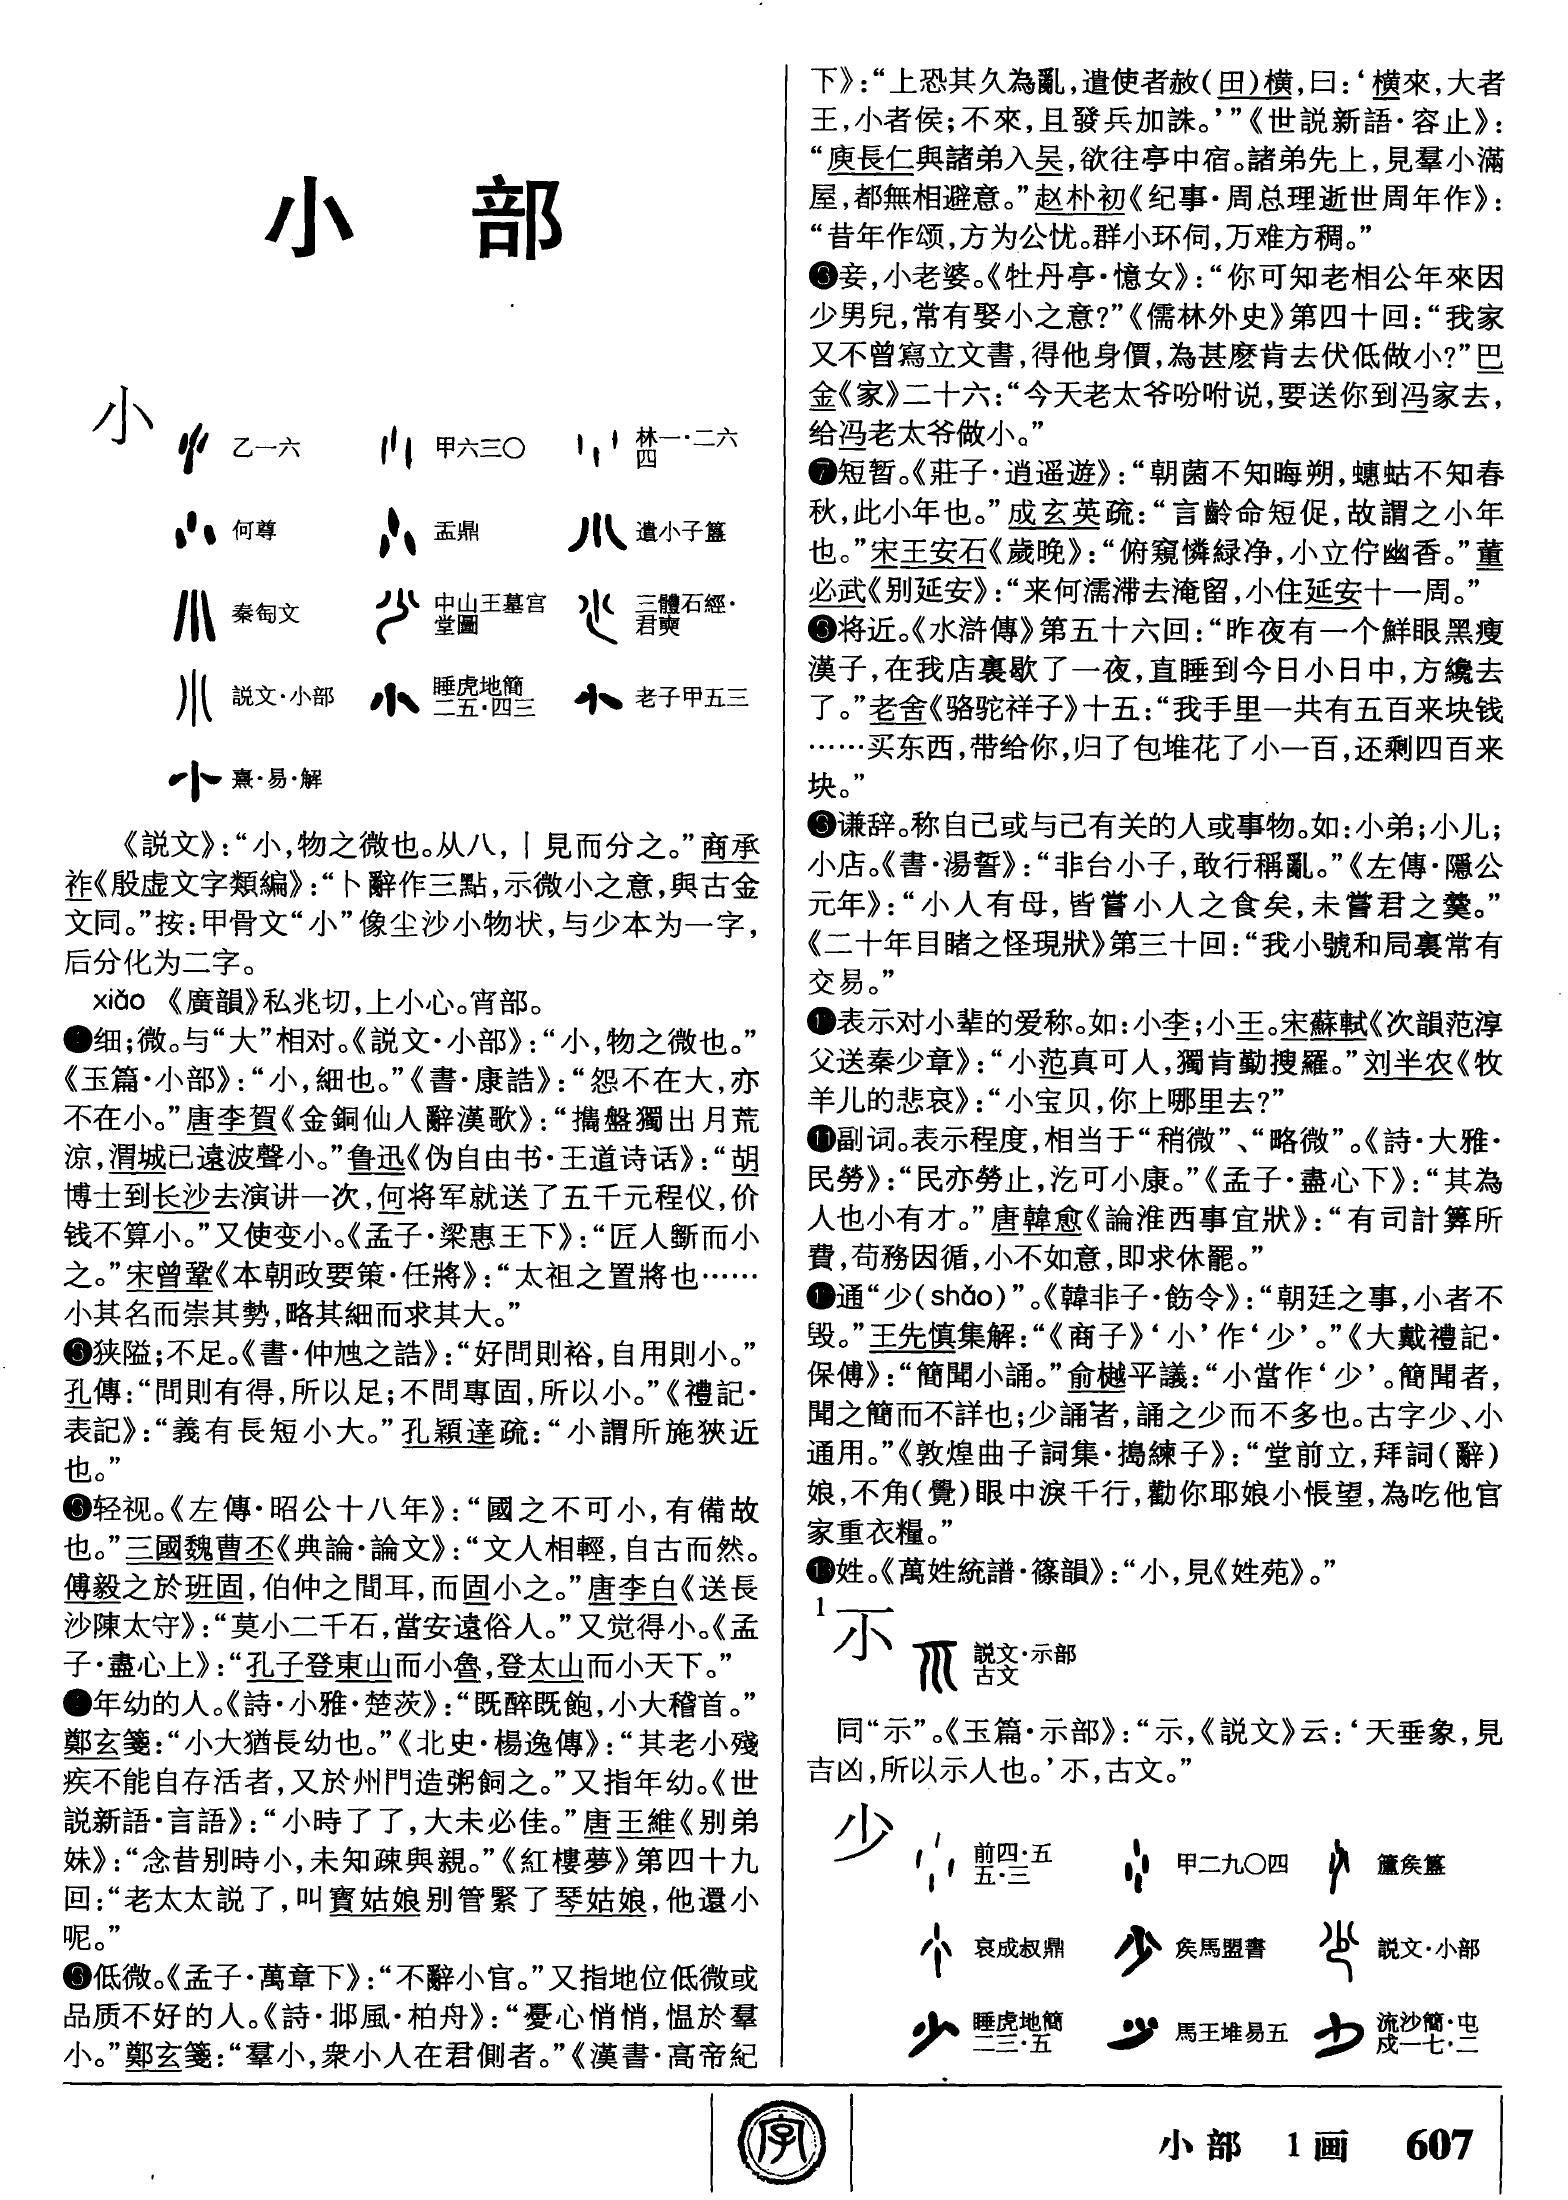 小 部
小
乙一六 甲六三〇 林一·二六四
何尊 盂鼎 遣小子簋
秦匋文 中山王墓宫堂圖 三體石經·君奭
説文·小部 睡虎地簡二五·四三 老子甲五三
熹·易·解
《説文》:“小,物之微也。从八,丨見而分之。”商承
祚《殷虚文字類編》:“卜辭作三點,示微小之意,與古金
文同。”按:甲骨文“小”像尘沙小物状,与少本为一字,
后分化为二字。
xiǎo 《廣韻》私兆切,上小心。宵部。
❶细;微。与“大”相对。《説文·小部》:“小,物之微也。”
《玉篇·小部》:“小,細也。”《書·康誥》:“怨不在大,亦
不在小。”唐李賀《金銅仙人辭漢歌》:“攜盤獨出月荒
涼,渭城已遠波聲小。”鲁迅《伪自由书·王道诗话》:“胡
博士到长沙去演讲一次,何将军就送了五千元程仪,价
钱不算小。”又使变小。《孟子·梁惠王下》:“匠人斲而小
之。”宋曾鞏《本朝政要策·任將》:“太祖之置將也……
小其名而崇其勢,略其細而求其大。”
❷狭隘;不足。《書·仲虺之誥》:“好問則裕,自用則小。”
孔傳:“問則有得,所以足;不問專固,所以小。”《禮記·
表記》:“義有長短小大。”孔穎達疏:“小謂所施狹近
也。”
❸轻视。《左傳·昭公十八年》:“國之不可小,有備故
也。”三國魏曹丕《典論·論文》:“文人相輕,自古而然。
傅毅之於班固,伯仲之間耳,而固小之。”唐李白《送長
沙陳太守》:“莫小二千石,當安遠俗人。”又觉得小。《孟
子·盡心上》:“孔子登東山而小魯,登太山而小天下。”
❹年幼的人。《詩·小雅·楚茨》:“既醉既飽,小大稽首。”
鄭玄箋:“小大猶長幼也。”《北史·楊逸傳》:“其老小殘
疾不能自存活者,又於州門造粥飼之。”又指年幼。《世
説新語·言語》:“小時了了,大未必佳。”唐王維《别弟
妹》:“念昔别時小,未知疎與親。”《紅樓夢》第四十九
回:“老太太説了,叫寳姑娘别管緊了琴姑娘,他還小
呢。”
❺低微。《孟子·萬章下》:“不辭小官。”又指地位低微或
品质不好的人。《詩·邶風·柏舟》:“憂心悄悄,愠於羣
小。”鄭玄箋:“羣小,衆小人在君側者。”《漢書·高帝紀
下》:“上恐其久為亂,遣使者赦(田)横,曰:‘横來,大者
王,小者侯;不來,且發兵加誅。’”《世説新語·容止》:
“庾長仁與諸弟入吴,欲往亭中宿。諸弟先上,見羣小滿
屋,都無相避意。”赵朴初《纪事·周总理逝世周年作》:
“昔年作颂,方为公忧。群小环伺,万难方稠。”
❻妾,小老婆。《牡丹亭·憶女》:“你可知老相公年來因
少男兒,常有娶小之意?”《儒林外史》第四十回:“我家
又不曾寫立文書,得他身價,為甚麽肯去伏低做小?”巴
金《家》二十六:“今天老太爷吩咐说,要送你到冯家去,
给冯老太爷做小。”
❼短暂。《莊子·逍遥遊》:“朝菌不知晦朔,蟪蛄不知春
秋,此小年也。”成玄英疏:“言齡命短促,故謂之小年
也。”宋王安石《歲晚》:“俯窺憐緑净,小立佇幽香。”董
必武《别延安》:“来何濡滞去淹留,小住延安十一周。”
❽将近。《水滸傳》第五十六回:“昨夜有一个鮮眼黑瘦
漢子,在我店裏歇了一夜,直睡到今日小日中,方纔去
了。”老舍《骆驼祥子》十五:“我手里一共有五百来块钱
……买东西,带给你,归了包堆花了小一百,还剩四百来
块。”
❾谦辞。称自己或与己有关的人或事物。如:小弟;小儿;
小店。《書·湯誓》:“非台小子,敢行稱亂。”《左傳·隱公
元年》:“小人有母,皆嘗小人之食矣,未嘗君之羹。”
《二十年目睹之怪現狀》第三十回:“我小號和局裏常有
交易。”
❿表示对小辈的爱称。如:小李;小王。宋蘇軾《次韻范淳
父送秦少章》:“小范真可人,獨肯勤搜羅。”刘半农《牧
羊儿的悲哀》:“小宝贝,你上哪里去?”
⓫副词。表示程度,相当于“稍微”、“略微”。《詩·大雅·
民勞》:“民亦勞止,汔可小康。”《孟子·盡心下》:“其為
人也小有才。”唐韓愈《論淮西事宜狀》:“有司計算所
費,苟務因循,小不如意,即求休罷。”
⓬通“少(shǎo)”。《韓非子·飭令》:“朝廷之事,小者不
毁。”王先慎集解:“《商子》‘小’作‘少’。”《大戴禮記·
保傅》:“簡聞小誦。”俞樾平議:“小當作‘少’。簡聞者,
聞之簡而不詳也;少誦者,誦之少而不多也。古字少、小
通用。”《敦煌曲子詞集·搗練子》:“堂前立,拜詞(辭)
娘,不角(覺)眼中淚千行,勸你耶娘小悵望,為吃他官
家重衣糧。”
⓭姓。《萬姓統譜·篠韻》:“小,見《姓苑》。”
1
𡭕 説文·示部古文
同“示”。《玉篇·示部》:“示,《説文》云:‘天垂象,見
吉凶,所以示人也。’𡭕,古文。”
少
前四·五五·三 甲二九〇四 簠矦簋
哀成叔鼎 矦馬盟書 説文·小部
睡虎地簡二三·五 馬王堆易五 流沙簡·屯戍一七·二
字
小部 1画 607